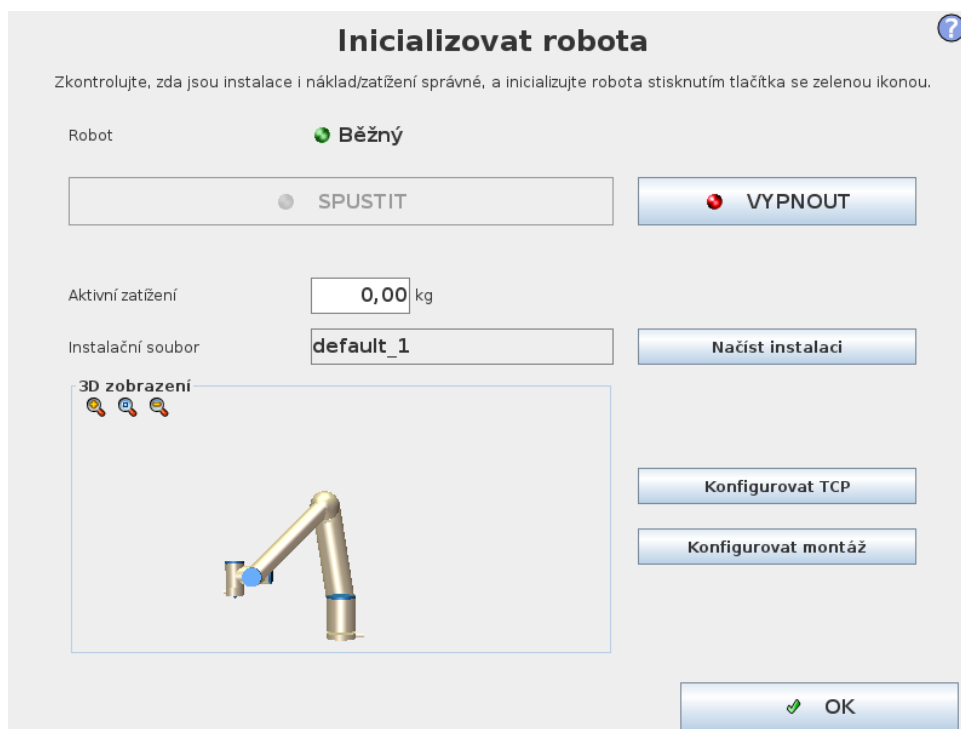 Inicializovat robota
?
Zkontrolujte, zda jsou instalace i náklad/zatížení správné, a inicializujte robota stisknutím tlačítka se zelenou ikonou.
Robot Běžný
SPUSTIT VYPNOUT
Aktivní zatížení 0,00 kg
Instalační soubor default_1 Načíst instalaci
3D zobrazení
Konfigurovat TCP
Konfigurovat montáž
OK